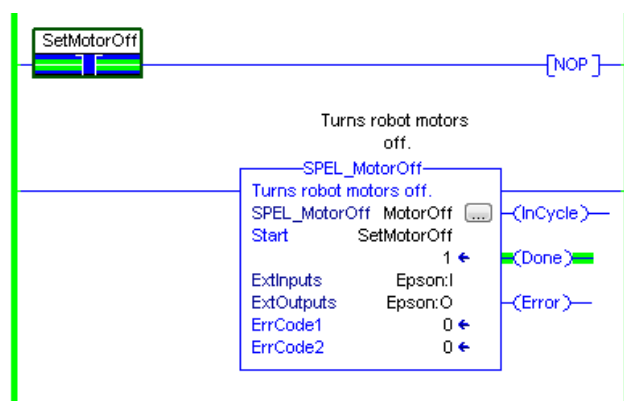 SetMotorOff
NOP
Turns robot motors
off.
SPEL_MotorOff
Turns robot motors off.
SPEL_MotorOff MotorOff ...
InCycle
Start SetMotorOff
1
Done
ExtInputs Epson:I
ExtOutputs Epson:O
Error
ErrCode1 0
ErrCode2 0